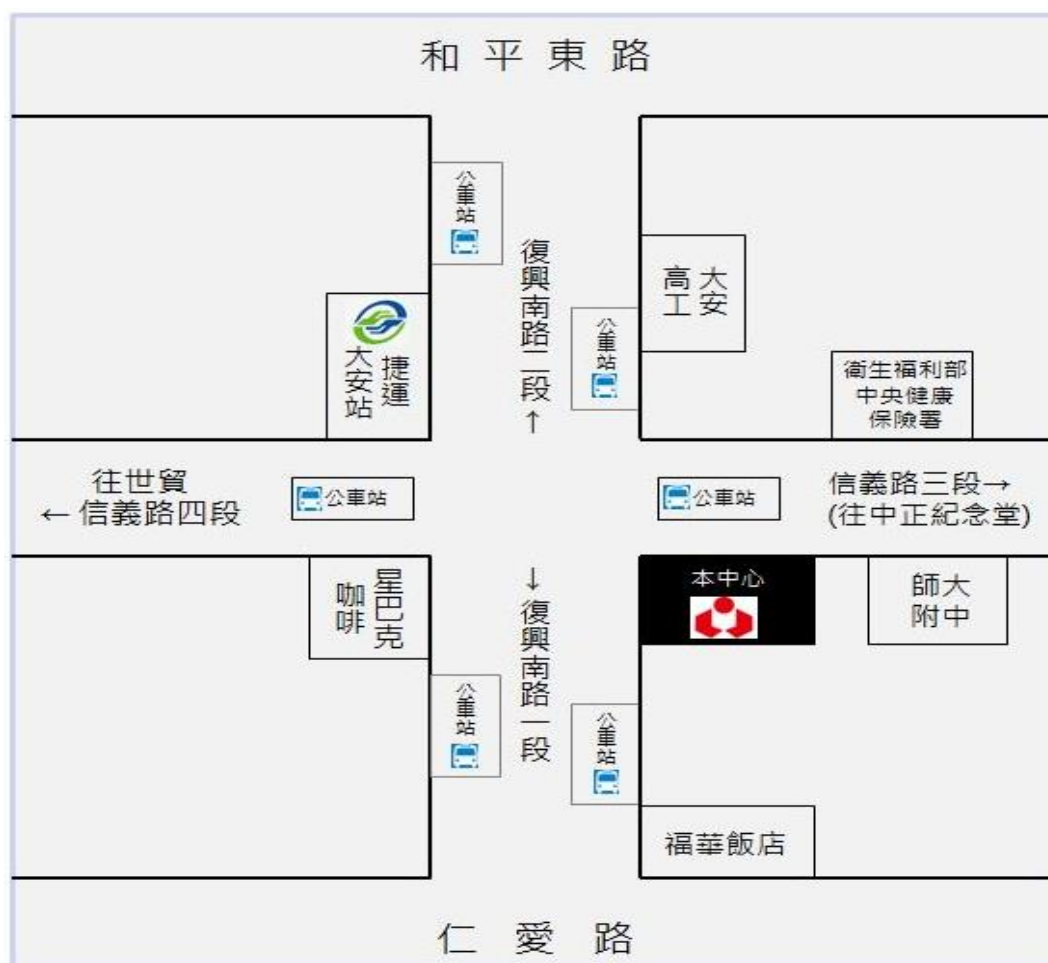 和平東路
公車站
復興南路二段↑
大安
高工
公車站
捷運
大安站
衛生福利部
中央健康
保險署
往世貿
←信義路四段
公車站
公車站
信義路三段→
(往中正紀念堂)
星巴克
咖啡
↓復興南路一段
本中心
師大
附中
公車站
公車站
福華飯店
仁愛路